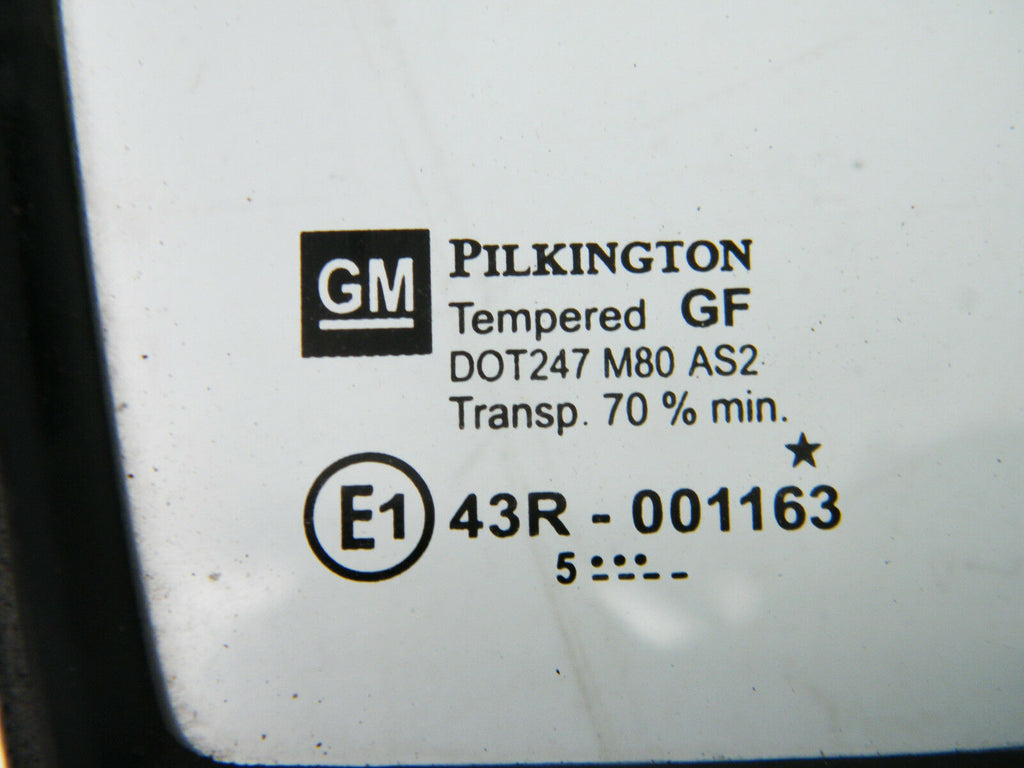 GM
PILKINGTON
Tempered GF
DOT247 M80 AS2
Transp. 70 % min.
E1 43R - 001163
5